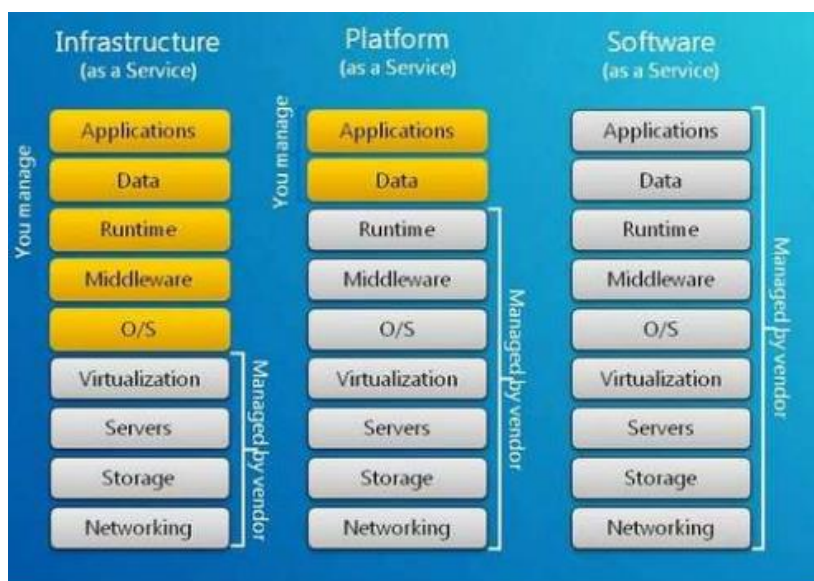 Infrastructure
(as a Service)
You manage
Applications
Data
Runtime
Middleware
O/S
Virtualization
Servers
Storage
Networking
Managed by vendor
Platform
(as a Service)
You manage
Applications
Data
Runtime
Middleware
O/S
Virtualization
Servers
Storage
Networking
Managed by vendor
Software
(as a Service)
Applications
Data
Runtime
Middleware
O/S
Virtualization
Servers
Storage
Networking
Managed by vendor